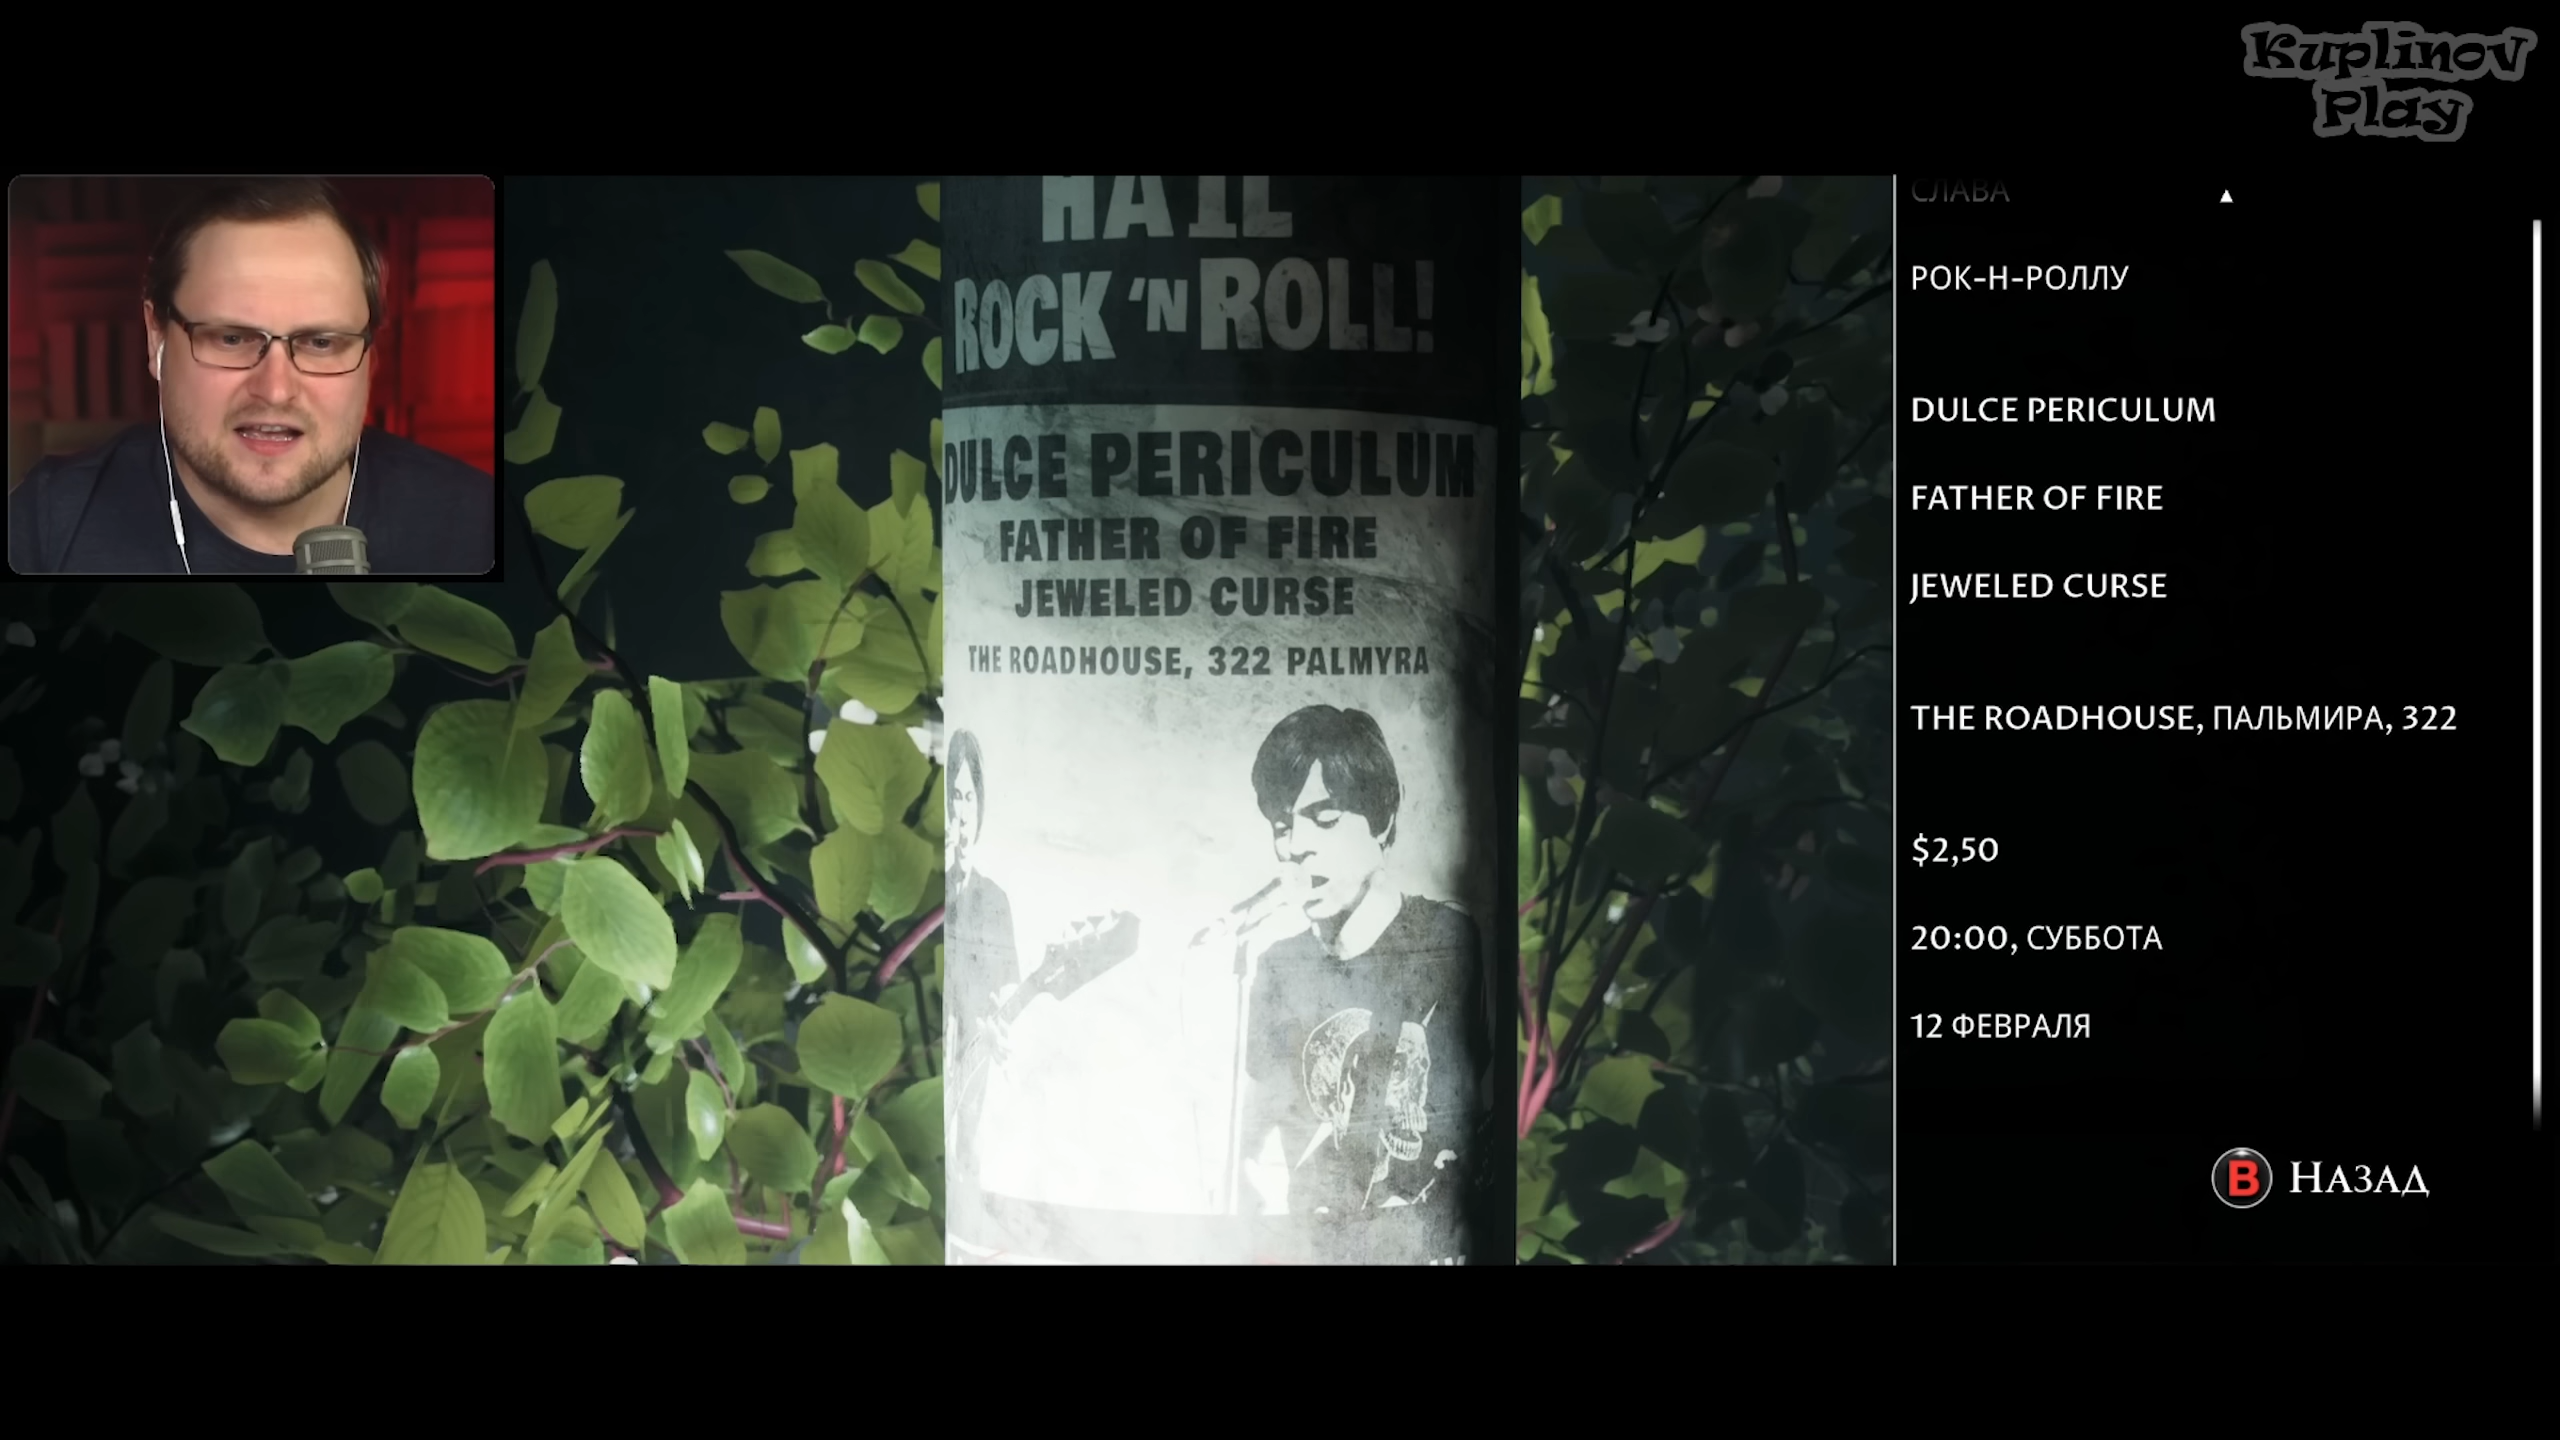 Kuplinov
Play
HAIL
ROCK 'N ROLL!
DULCE PERICULUM
FATHER OF FIRE
JEWELED CURSE
THE ROADHOUSE, 322 PALMYRA
СЛАВА
РОК-Н-РОЛЛУ
DULCE PERICULUM
FATHER OF FIRE
JEWELED CURSE
THE ROADHOUSE, ПАЛЬМИРА, 322
$2,50
20:00, СУББОТА
12 ФЕВРАЛЯ
B НАЗАД